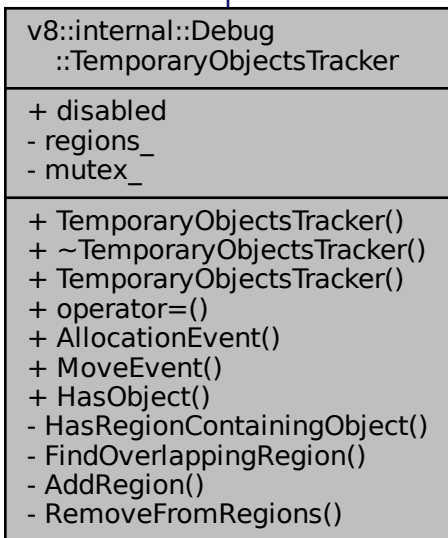 v8::internal::Debug
::TemporaryObjectsTracker
+ disabled
- regions_
- mutex_
+ TemporaryObjectsTracker()
+ ~TemporaryObjectsTracker()
+ TemporaryObjectsTracker()
+ operator=()
+ AllocationEvent()
+ MoveEvent()
+ HasObject()
- HasRegionContainingObject()
- FindOverlappingRegion()
- AddRegion()
- RemoveFromRegions()